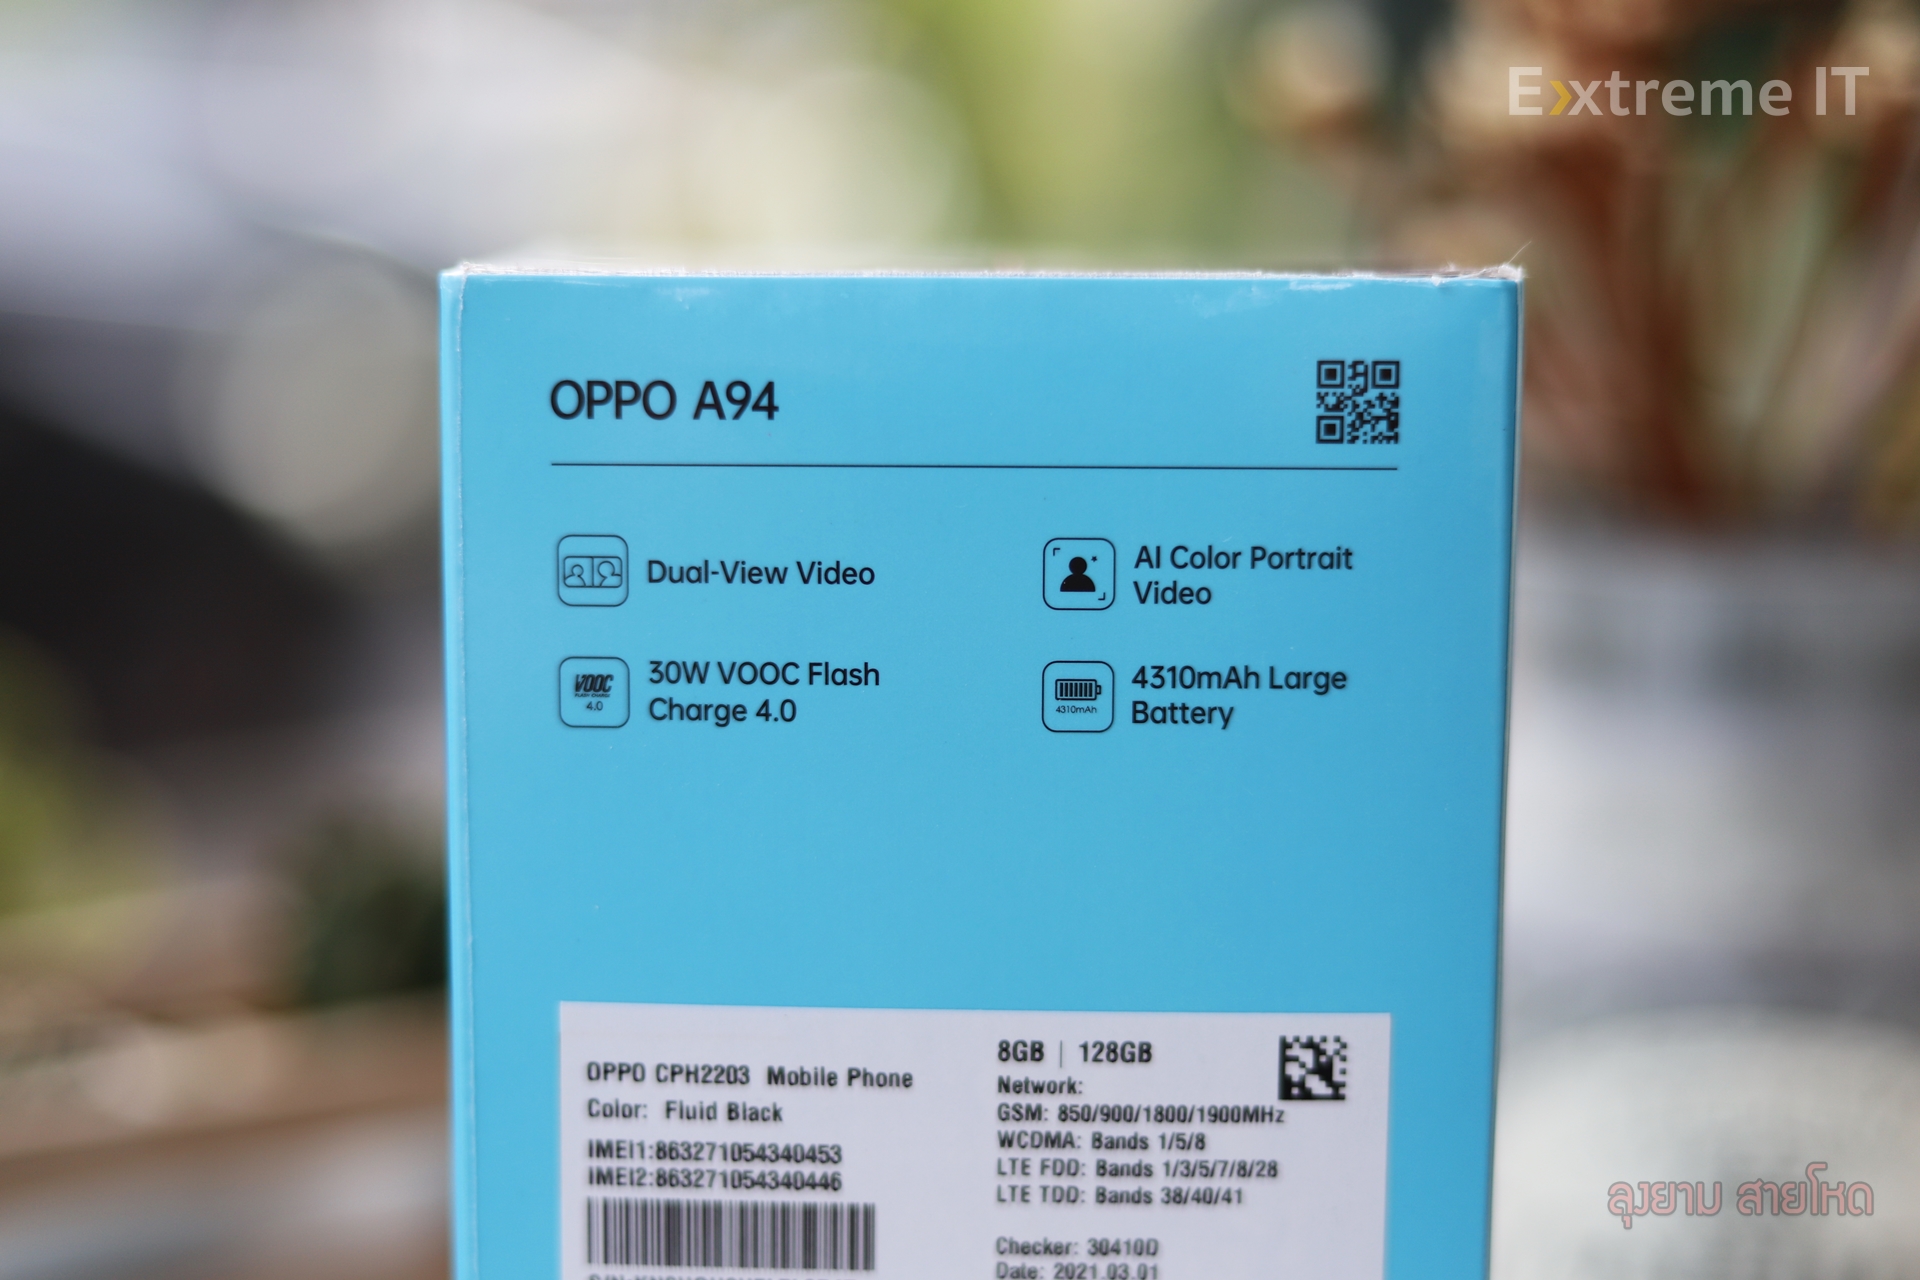 Extreme IT
OPPO A94
Dual-View Video
AI Color Portrait
Video
30W VOOC Flash
Charge 4.0
VOOC
FLASH CHARGE
4.0
4310mAh Large
Battery
4310mAh
OPPO CPH2203 Mobile Phone
Color: Fluid Black
IMEI1:863271054340453
IMEI2:863271054340446
8GB | 128GB
Network:
GSM: 850/900/1800/1900MHz
WCDMA: Bands 1/5/8
LTE FDD: Bands 1/3/5/7/8/28
LTE TDD: Bands 38/40/41
Checker: 30410D
Date: 2021.03.01
ลุงยาม สายโหด